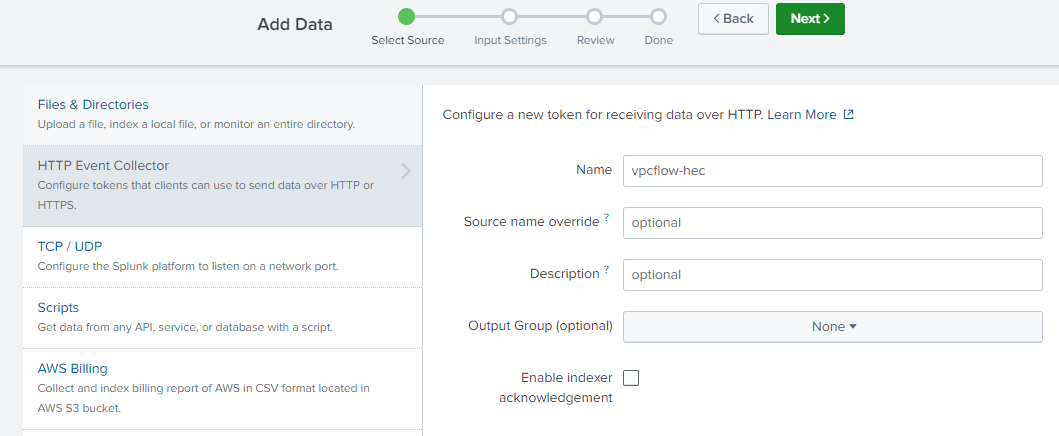 Add Data
Select Source
Input Settings
Review
Done
< Back
Next >
Files & Directories
Upload a file, index a local file, or monitor an entire directory.
HTTP Event Collector
Configure tokens that clients can use to send data over HTTP or
HTTPS.
TCP / UDP
Configure the Splunk platform to listen on a network port.
Scripts
Get data from any API, service, or database with a script.
AWS Billing
Collect and index billing report of AWS in CSV format located in
AWS S3 bucket.
Configure a new token for receiving data over HTTP. Learn More
Name
vpcflow-hec
Source name override ?
optional
Description ?
optional
Output Group (optional)
None
Enable indexer
acknowledgement